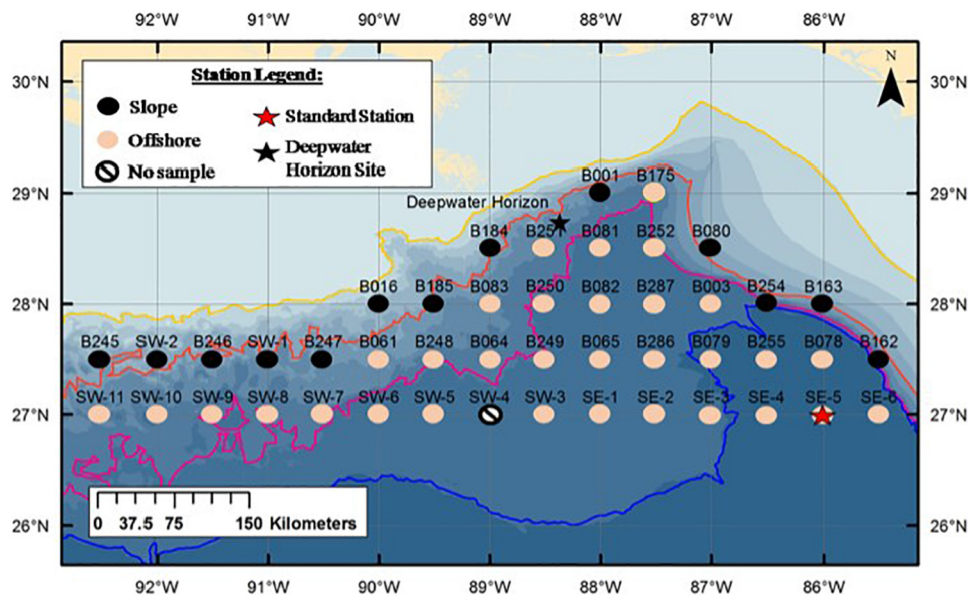 92°W 91°W 90°W 89°W 88°W 87°W 86°W
N
30°N 30°N
Station Legend:
Slope
Standard Station
Offshore
Deepwater
Horizon Site
No sample
29°N B001 B175 29°N
Deepwater Horizon
B184 B251 B081 B252 B080
28°N B016 B185 B083 B250 B082 B287 B003 B254 B163 28°N
B245 SW-2 B246 SW-1 B247 B061 B248 B064 B249 B065 B286 B079 B255 B078 B162
27°N SW-11 SW-10 SW-9 SW-8 SW-7 SW-6 SW-5 SW-4 SW-3 SE-1 SE-2 SE-3 SE-4 SE-5 SE-6 27°N
0 37.5 75 150 Kilometers
26°N 26°N
92°W 91°W 90°W 89°W 88°W 87°W 86°W